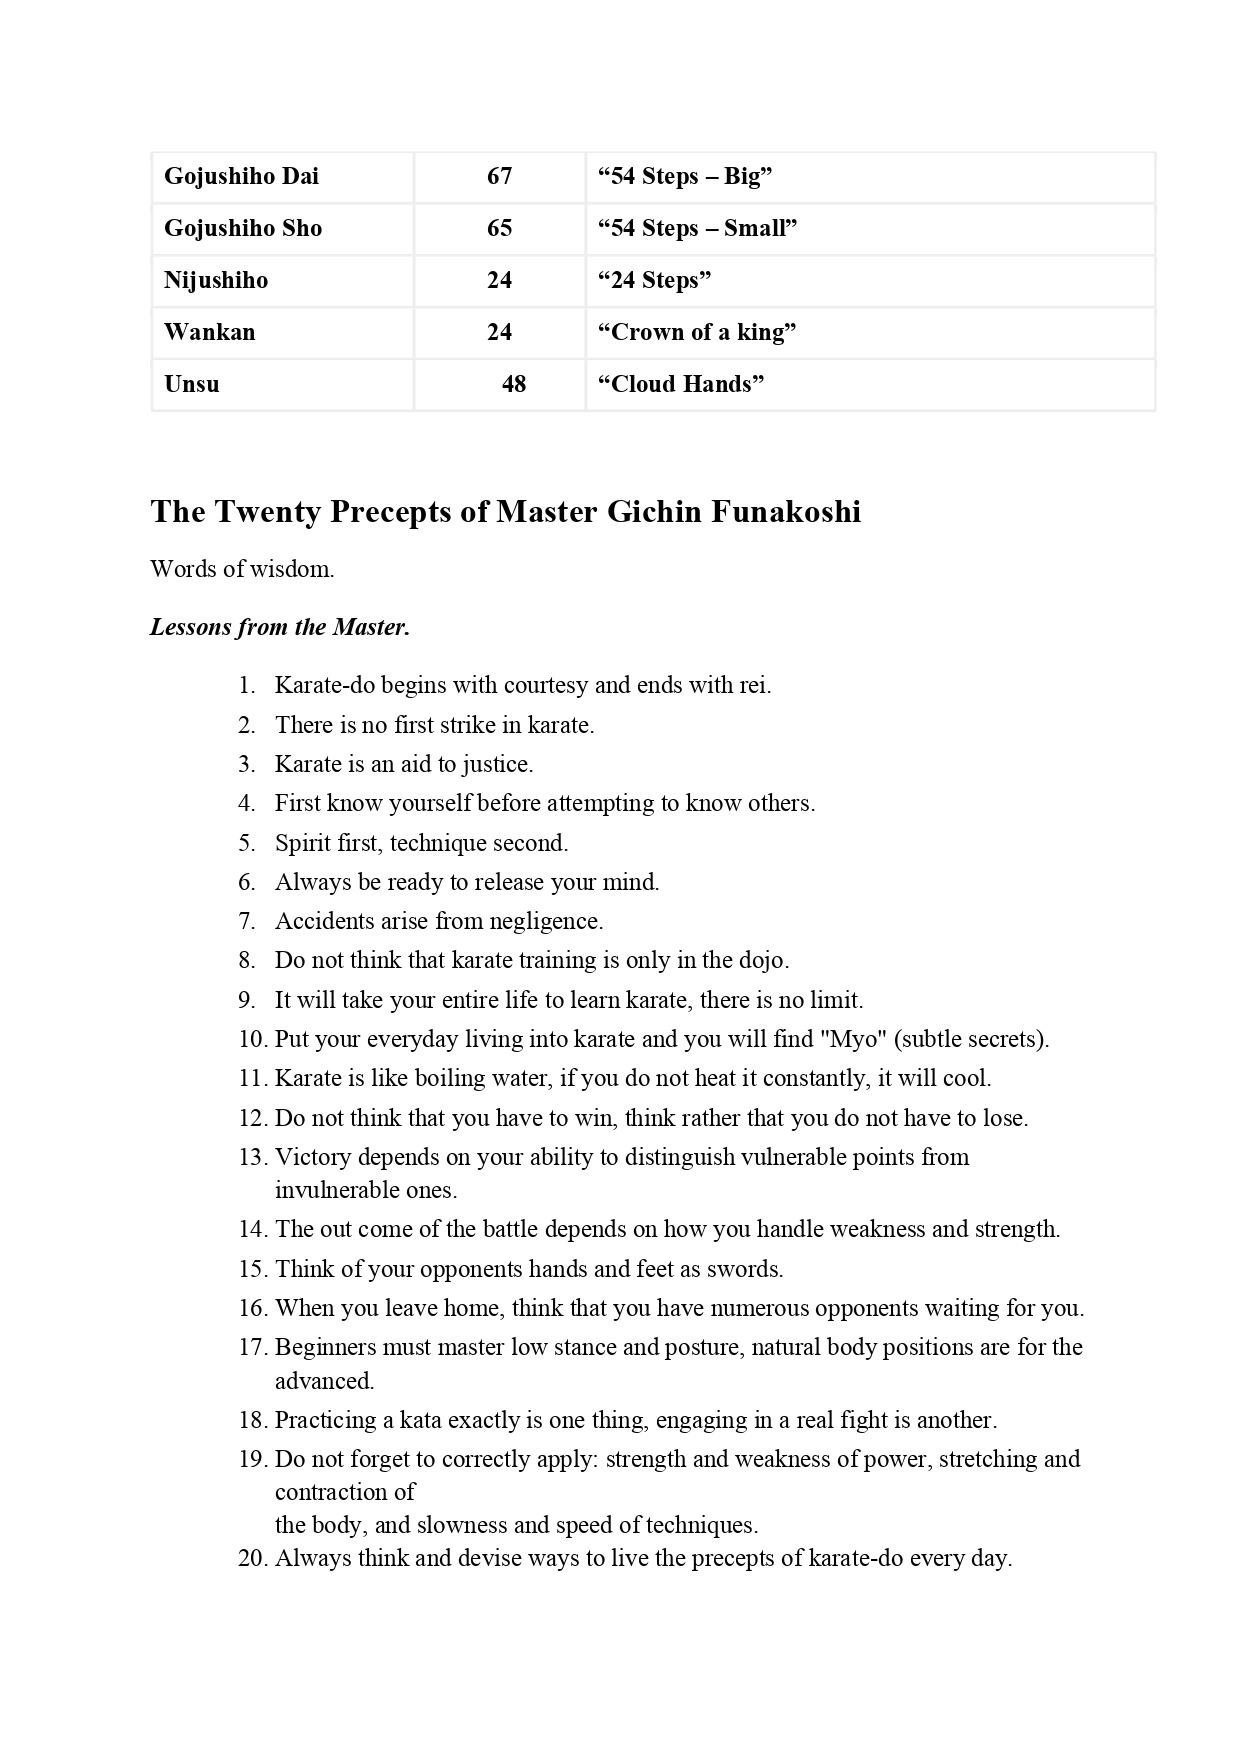 Gojushiho Dai 67 “54 Steps – Big”
Gojushiho Sho 65 “54 Steps – Small”
Nijushiho 24 “24 Steps”
Wankan 24 “Crown of a king”
Unsu 48 “Cloud Hands”
The Twenty Precepts of Master Gichin Funakoshi
Words of wisdom.
Lessons from the Master.
1. Karate-do begins with courtesy and ends with rei.
2. There is no first strike in karate.
3. Karate is an aid to justice.
4. First know yourself before attempting to know others.
5. Spirit first, technique second.
6. Always be ready to release your mind.
7. Accidents arise from negligence.
8. Do not think that karate training is only in the dojo.
9. It will take your entire life to learn karate, there is no limit.
10. Put your everyday living into karate and you will find "Myo" (subtle secrets).
11. Karate is like boiling water, if you do not heat it constantly, it will cool.
12. Do not think that you have to win, think rather that you do not have to lose.
13. Victory depends on your ability to distinguish vulnerable points from
invulnerable ones.
14. The out come of the battle depends on how you handle weakness and strength.
15. Think of your opponents hands and feet as swords.
16. When you leave home, think that you have numerous opponents waiting for you.
17. Beginners must master low stance and posture, natural body positions are for the
advanced.
18. Practicing a kata exactly is one thing, engaging in a real fight is another.
19. Do not forget to correctly apply: strength and weakness of power, stretching and
contraction of
the body, and slowness and speed of techniques.
20. Always think and devise ways to live the precepts of karate-do every day.